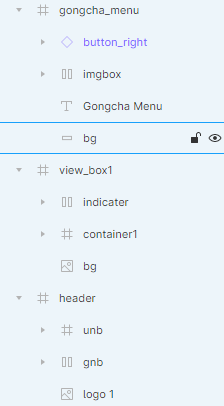 gongcha_menu
button_right
imgbox
Gongcha Menu
bg
view_box1
indicater
container1
bg
header
unb
gnb
logo 1